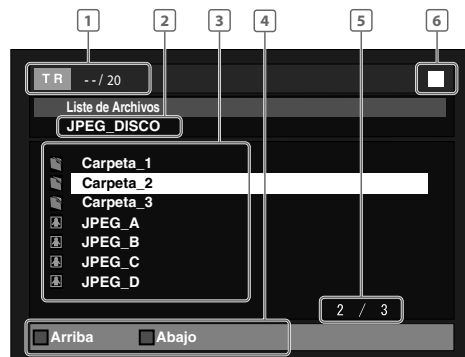 1 2 3 4 5 6
TR --/ 20
Liste de Archivos
JPEG_DISCO
Carpeta_1
Carpeta_2
Carpeta_3
JPEG_A
JPEG_B
JPEG_C
JPEG_D
2 / 3
Arriba Abajo